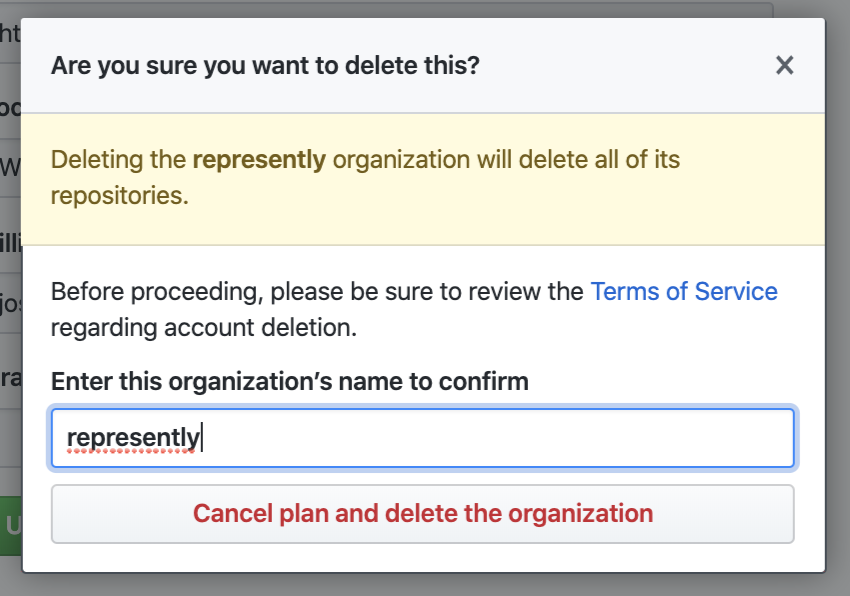 Are you sure you want to delete this?
Deleting the represently organization will delete all of its
repositories.
Before proceeding, please be sure to review the Terms of Service
regarding account deletion.
Enter this organization’s name to confirm
represently
Cancel plan and delete the organization